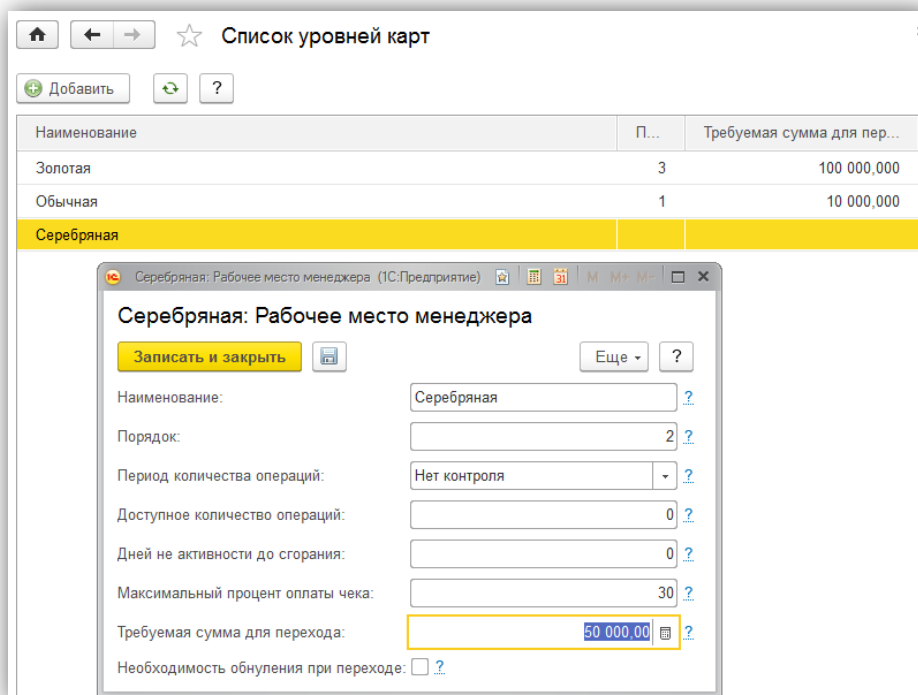 Список уровней карт
Добавить ?
Наименование П... Требуемая сумма для пер...
Золотая 3 100 000,000
Обычная 1 10 000,000
Серебряная
1С Серебряная: Рабочее место менеджера (1С:Предприятие) 31 M M+ M-
Серебряная: Рабочее место менеджера
Записать и закрыть Еще ?
Наименование: Серебряная ?
Порядок: 2 ?
Период количества операций: Нет контроля ?
Доступное количество операций: 0 ?
Дней не активности до сгорания: 0 ?
Максимальный процент оплаты чека: 30 ?
Требуемая сумма для перехода: 50 000,00 ?
Необходимость обнуления при переходе: ?